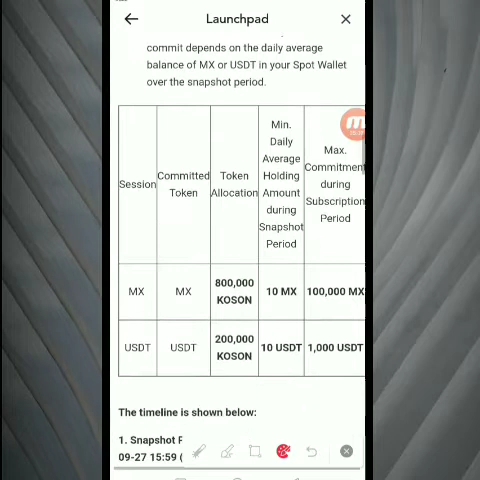 Launchpad
commit depends on the daily average
balance of MX or USDT in your Spot Wallet
over the snapshot period.
Session
Committed
Token
Token
Allocation
Min.
Daily
Average
Holding
Amount
during
Snapshot
Period
Max.
Commitment
during
Subscription
Period
MX
MX
800,000
KOSON
10 MX
100,000 MX
USDT
USDT
200,000
KOSON
10 USDT
1,000 USDT
The timeline is shown below:
1. Snapshot P
09-27 15:59 (